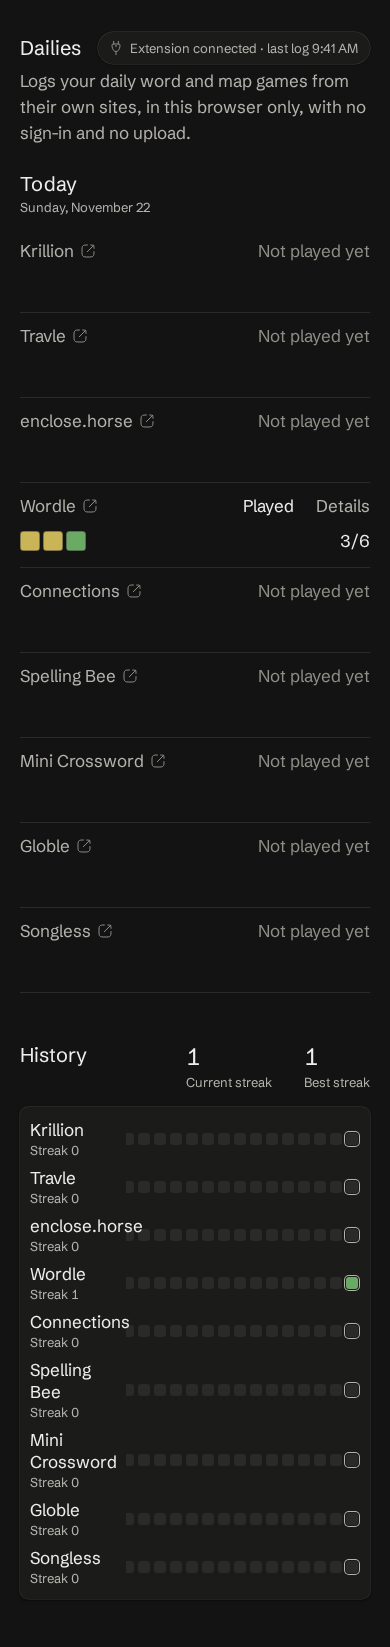 Dailies
Extension connected · last log 9:41 AM
Logs your daily word and map games from
their own sites, in this browser only, with no
sign-in and no upload.
Today
Sunday, November 22
Krillion Not played yet
Travle Not played yet
enclose.horse Not played yet
Wordle Played Details
3/6
Connections Not played yet
Spelling Bee Not played yet
Mini Crossword Not played yet
Globle Not played yet
Songless Not played yet
History 1 1
Current streak Best streak
Krillion
Streak 0
Travle
Streak 0
enclose.horse
Streak 0
Wordle
Streak 1
Connections
Streak 0
Spelling
Bee
Streak 0
Mini
Crossword
Streak 0
Globle
Streak 0
Songless
Streak 0